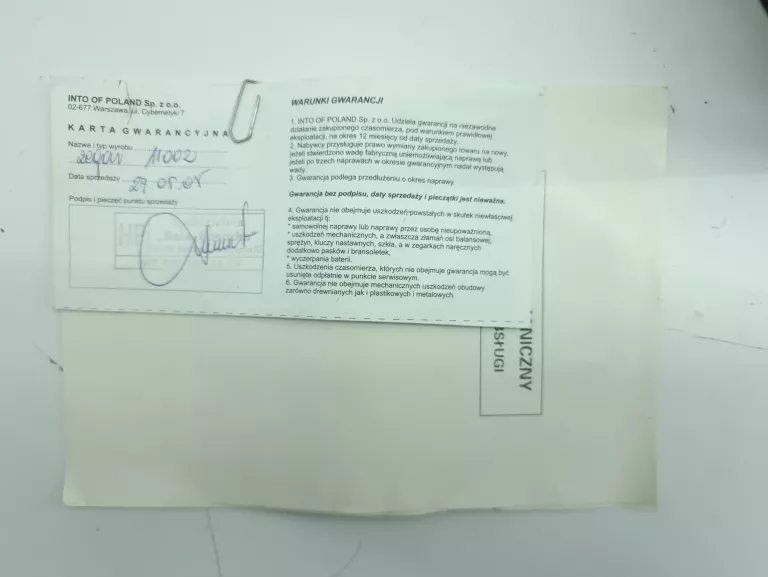 INTO OF POLAND Sp. z o.o.
02-677 Warszawa, ul. Cybernetyki 7
KARTA GWARANCYJNA
Nazwa i typ wyrobu
zegar 11002
Data sprzedaży
Podpis i pieczęć punktu sprzedaży
WARUNKI GWARANCJI
1. INTO OF POLAND Sp. z o.o. Udziela gwarancji na niezawodne
działanie zakupionego czasomierza, pod warunkiem prawidłowej
eksploatacji, na okres 12 miesięcy od daty sprzedaży.
2. Nabywcy przysługuje prawo wymiany zakupionego towaru na nowy,
jeżeli stwierdzono wadę fabryczną uniemożliwiającą naprawę lub
jeżeli po trzech naprawach w okresie gwarancyjnym nadal występują
wady.
3. Gwarancja podlega przedłużeniu o okres naprawy.
Gwarancja bez podpisu, daty sprzedaży i pieczątki jest nieważna.
4. Gwarancja nie obejmuje uszkodzeń powstałych w skutek niewłaściwej
eksploatacji tj:
* samowolnej naprawy lub naprawy przez osobę nieupoważnioną,
* uszkodzeń mechanicznych, a zwłaszcza złamań osi balansowej,
sprężyn, kluczy nastawnych, szkła, a w zegarkach naręcznych
dodatkowo pasków i bransoletek,
* wyczerpania baterii.
5. Uszkodzenia czasomierza, których nie obejmuje gwarancja mogą być
usunięte odpłatnie w punkcie serwisowym.
6. Gwarancja nie obejmuje mechanicznych uszkodzeń obudowy
zarówno drewnianych jak i plastikowych i metalowych.
NICZNY
SŁUGI